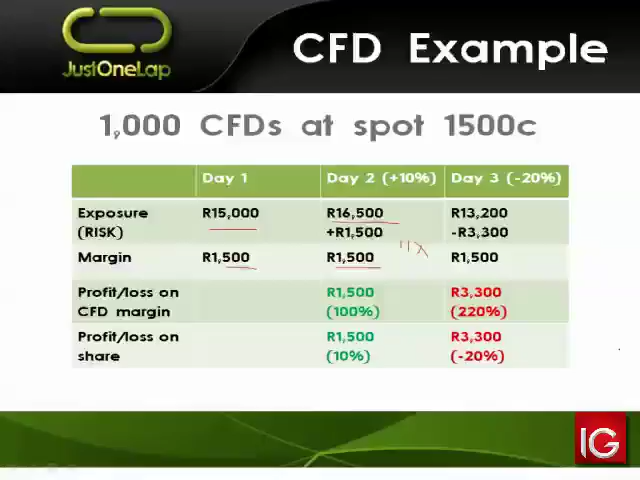 JustOneLap
CFD Example
1,000 CFDs at spot 1500c
Day 1 Day 2 (+10%) Day 3 (-20%)
Exposure R15,000 R16,500 R13,200
(RISK) +R1,500 -R3,300
Margin R1,500 R1,500 R1,500
Profit/loss on R1,500 R3,300
CFD margin (100%) (220%)
Profit/loss on R1,500 R3,300
share (10%) (-20%)
IG